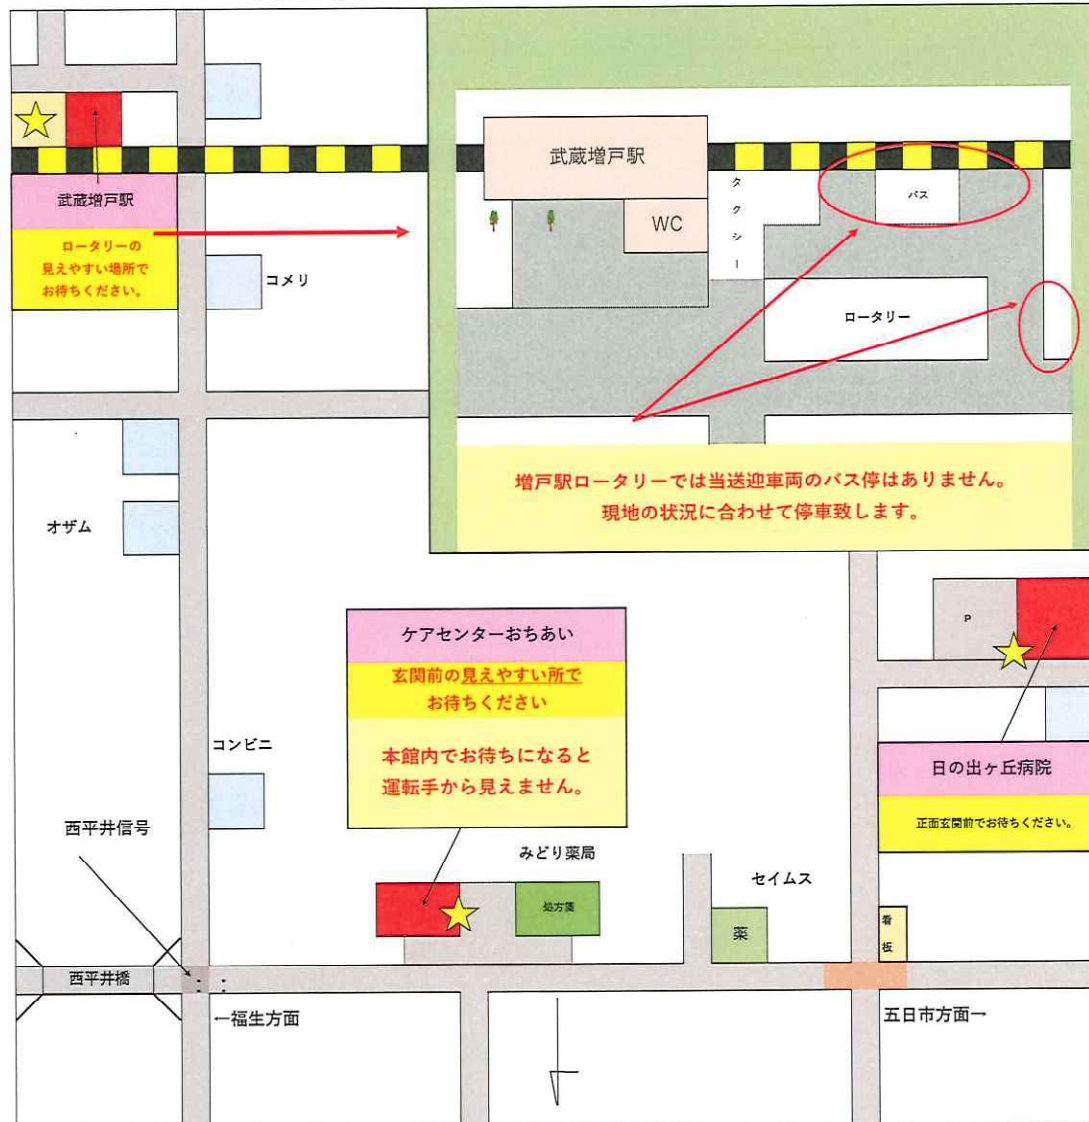 武蔵増戸駅
ロータリーの
見えやすい場所で
お待ちください。
コメリ
武蔵増戸駅
WC
タクシー
バス
ロータリー
増戸駅ロータリーでは当送迎車両のバス停はありません。
現地の状況に合わせて停車致します。
オザム
ケアセンターおちあい
玄関前の見えやすい所で
お待ちください
本館内でお待ちになると
運転手から見えません。
P
日の出ヶ丘病院
正面玄関前でお待ちください。
コンビニ
西平井信号
みどり薬局
処方箋
セイムス
薬
看板
西平井橋
←福生方面
五日市方面→